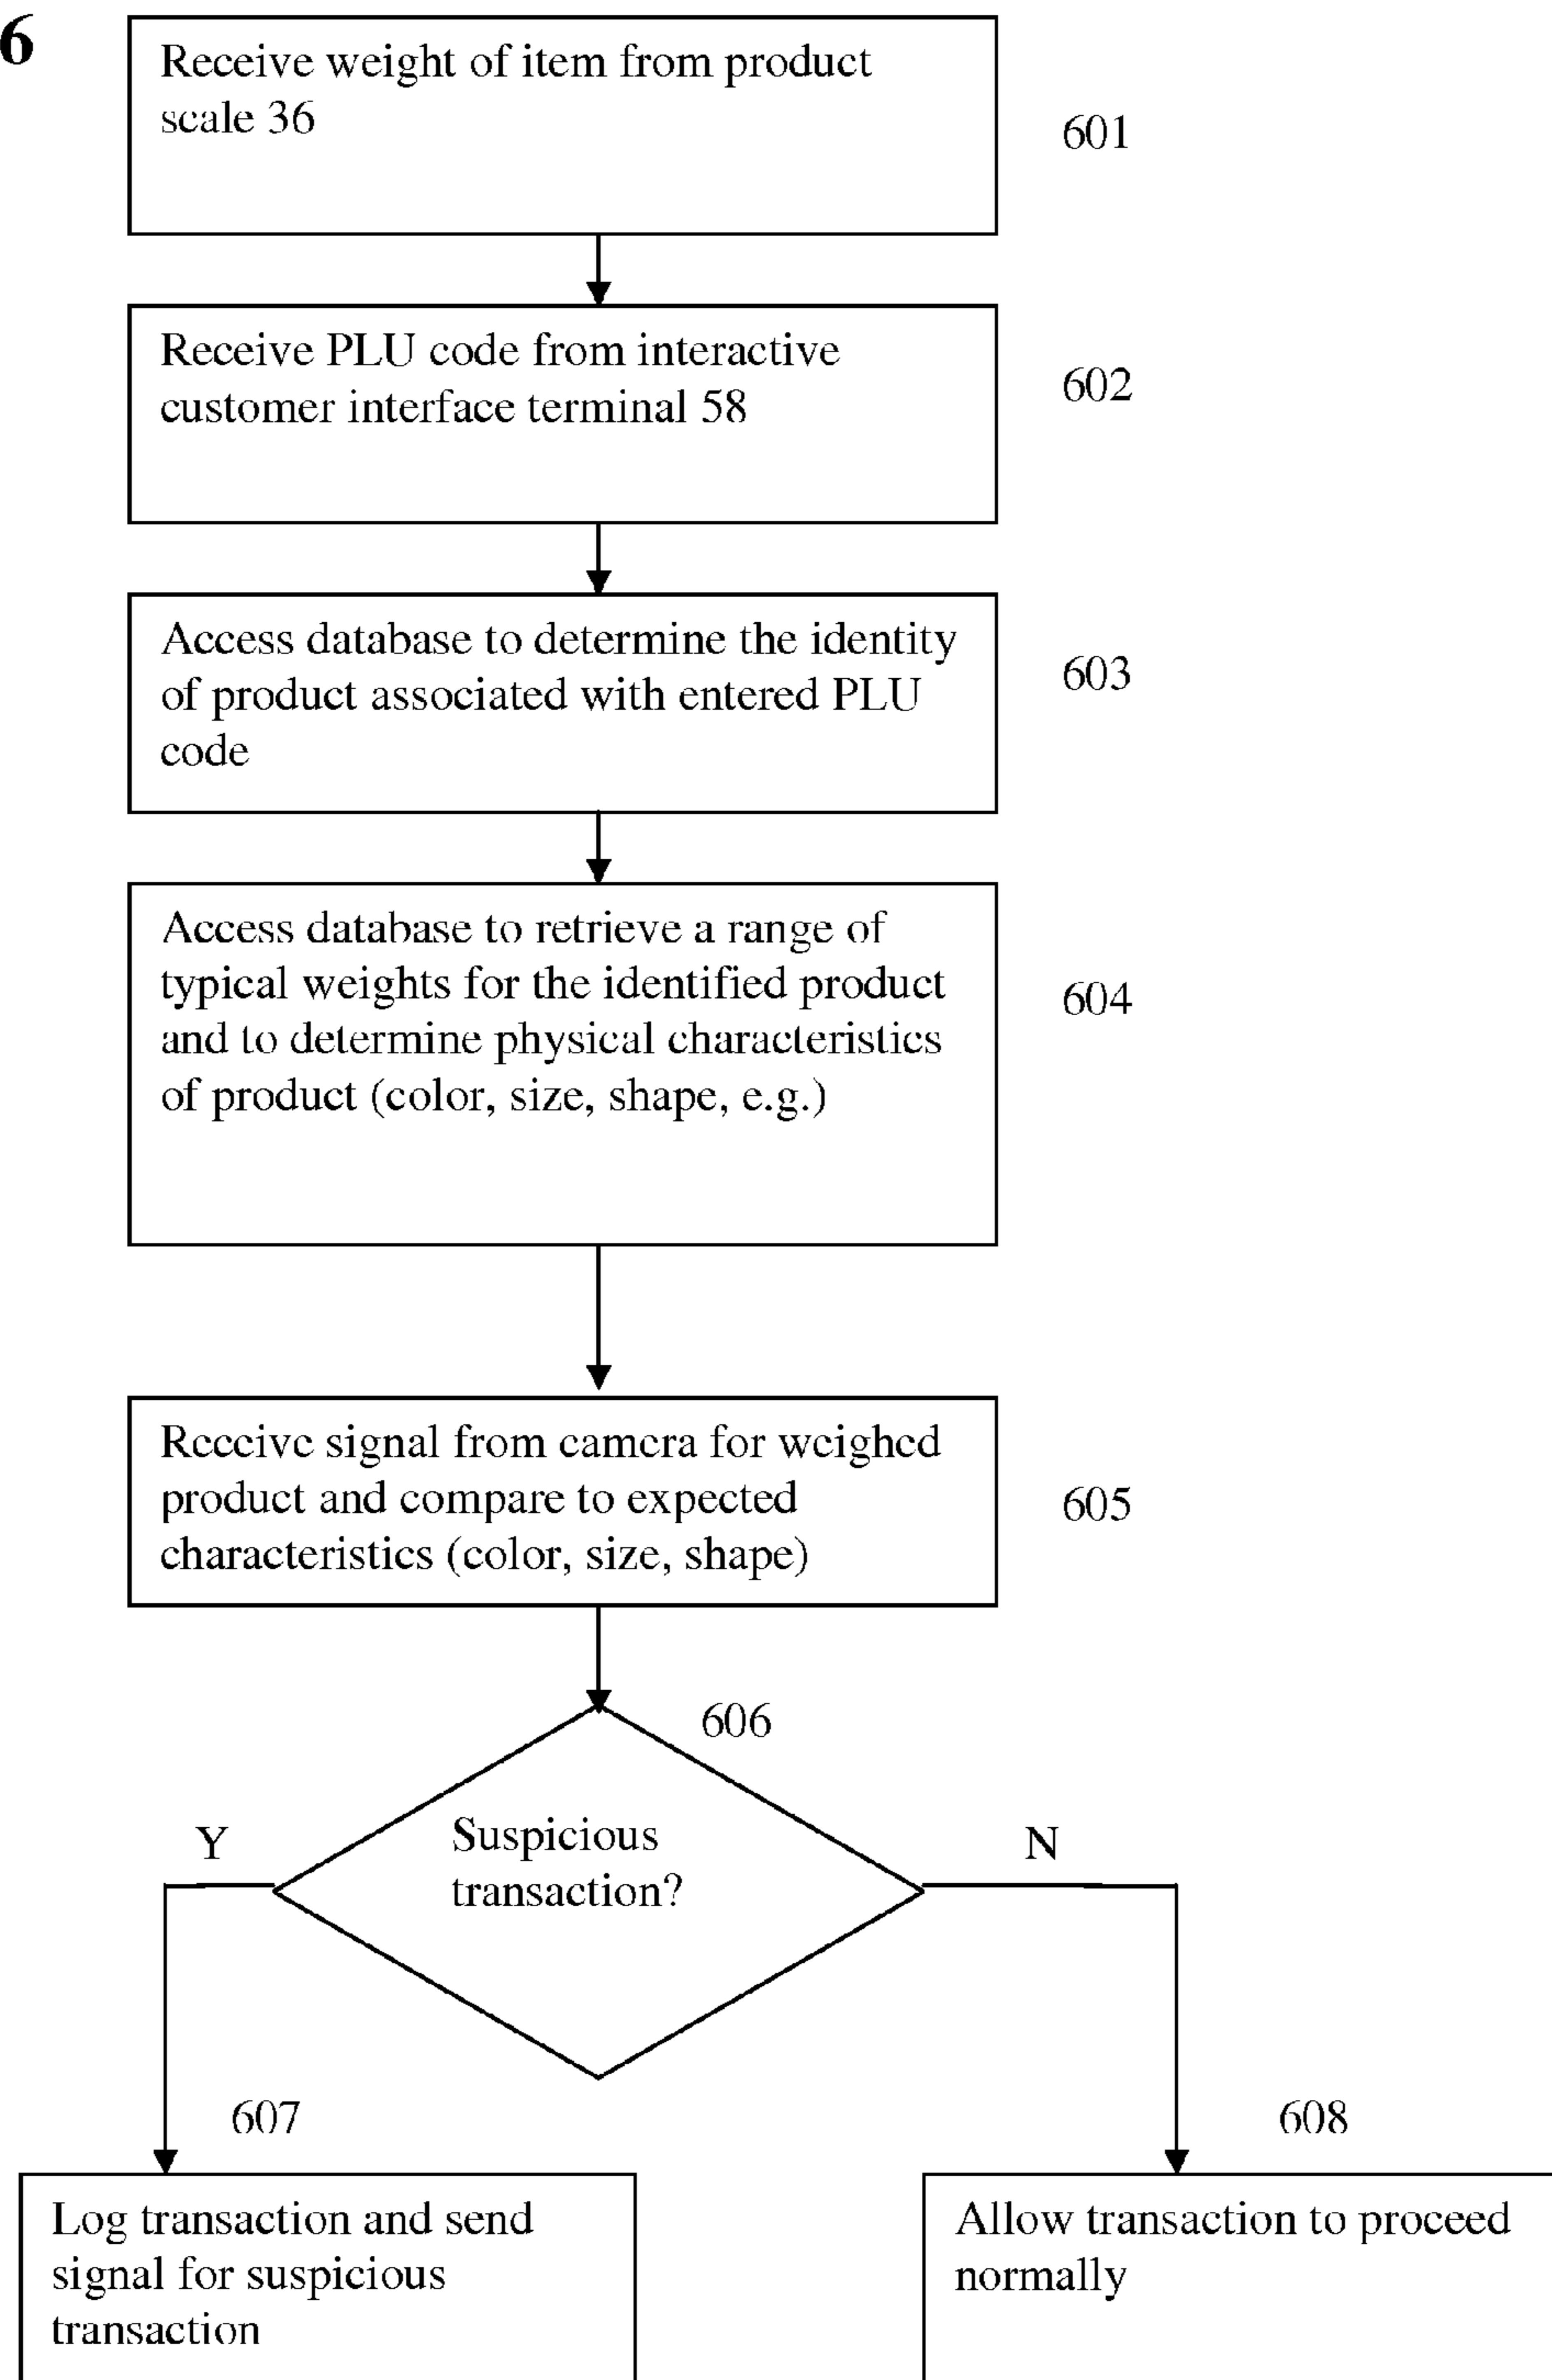 6
Receive weight of item from product
scale 36
601
Receive PLU code from interactive
customer interface terminal 58
602
Access database to determine the identity
of product associated with entered PLU
code
603
Access database to retrieve a range of
typical weights for the identified product
and to determine physical characteristics
of product (color, size, shape, e.g.)
604
Receive signal from camera for weighed
product and compare to expected
characteristics (color, size, shape)
605
606
Suspicious
transaction?
Y
N
607
608
Log transaction and send
signal for suspicious
transaction
Allow transaction to proceed
normally